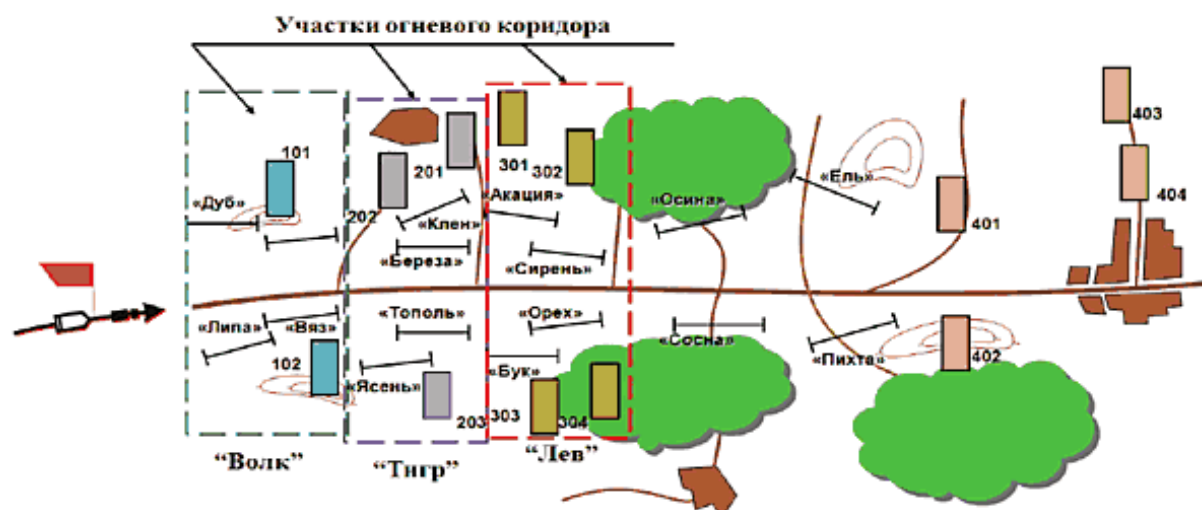 Участки огневого коридора
101
«Дуб»
202
201
«Клен»
«Береза»
301
302
«Акация»
«Сирень»
«Осина»
«Ель»
401
403
404
«Липа»
«Вяз»
102
«Тополь»
«Ясень»
203
«Орех»
«Бук»
303
304
«Сосна»
«Пихта»
402
“Волк”
“Тигр”
“Лев”